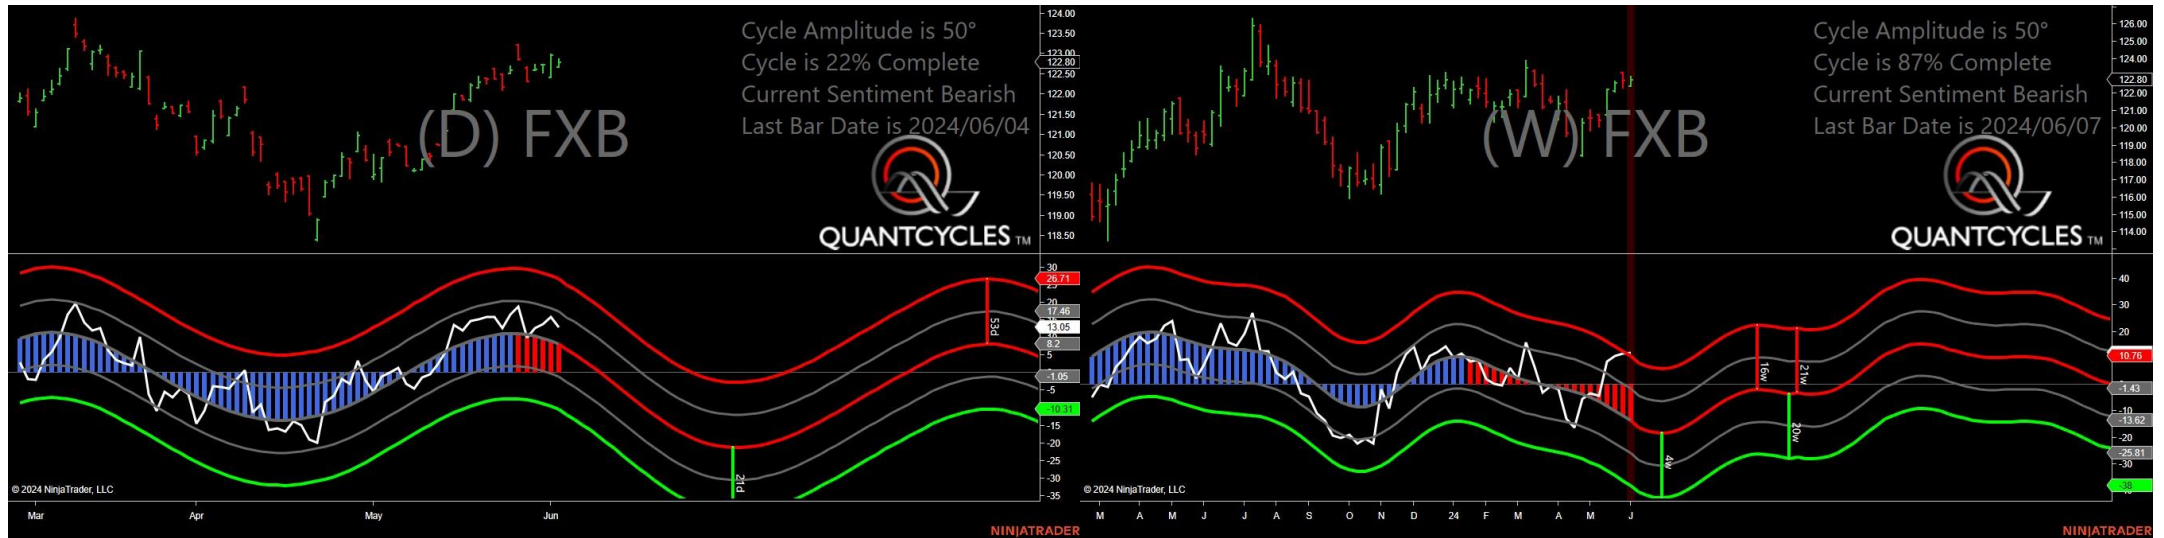 Cycle Amplitude is 50°
Cycle is 22% Complete
Current Sentiment Bearish
Last Bar Date is 2024/06/04
(D) FXB
QUANTCYCLES TM
124.00
123.50
123.00
122.80
122.50
122.00
121.50
121.00
120.50
120.00
119.50
119.00
118.50
30
26.71
20
17.46
13.05
8.2
5
-1.05
-5
-10.31
-15
-20
-25
-30
-35
53d
21d
© 2024 NinjaTrader, LLC
Mar
Apr
May
Jun
NINJATRADER
Cycle Amplitude is 50°
Cycle is 87% Complete
Current Sentiment Bearish
Last Bar Date is 2024/06/07
(W) FXB
QUANTCYCLES TM
126.00
125.00
124.00
122.80
122.00
121.00
120.00
119.00
118.00
117.00
116.00
115.00
114.00
40
30
20
10.76
-1.43
-10
-13.62
-20
-25.81
-30
-38
16w
21w
20w
4w
© 2024 NinjaTrader, LLC
M A M J J A S O N D 24 F M A M J
NINJATRADER